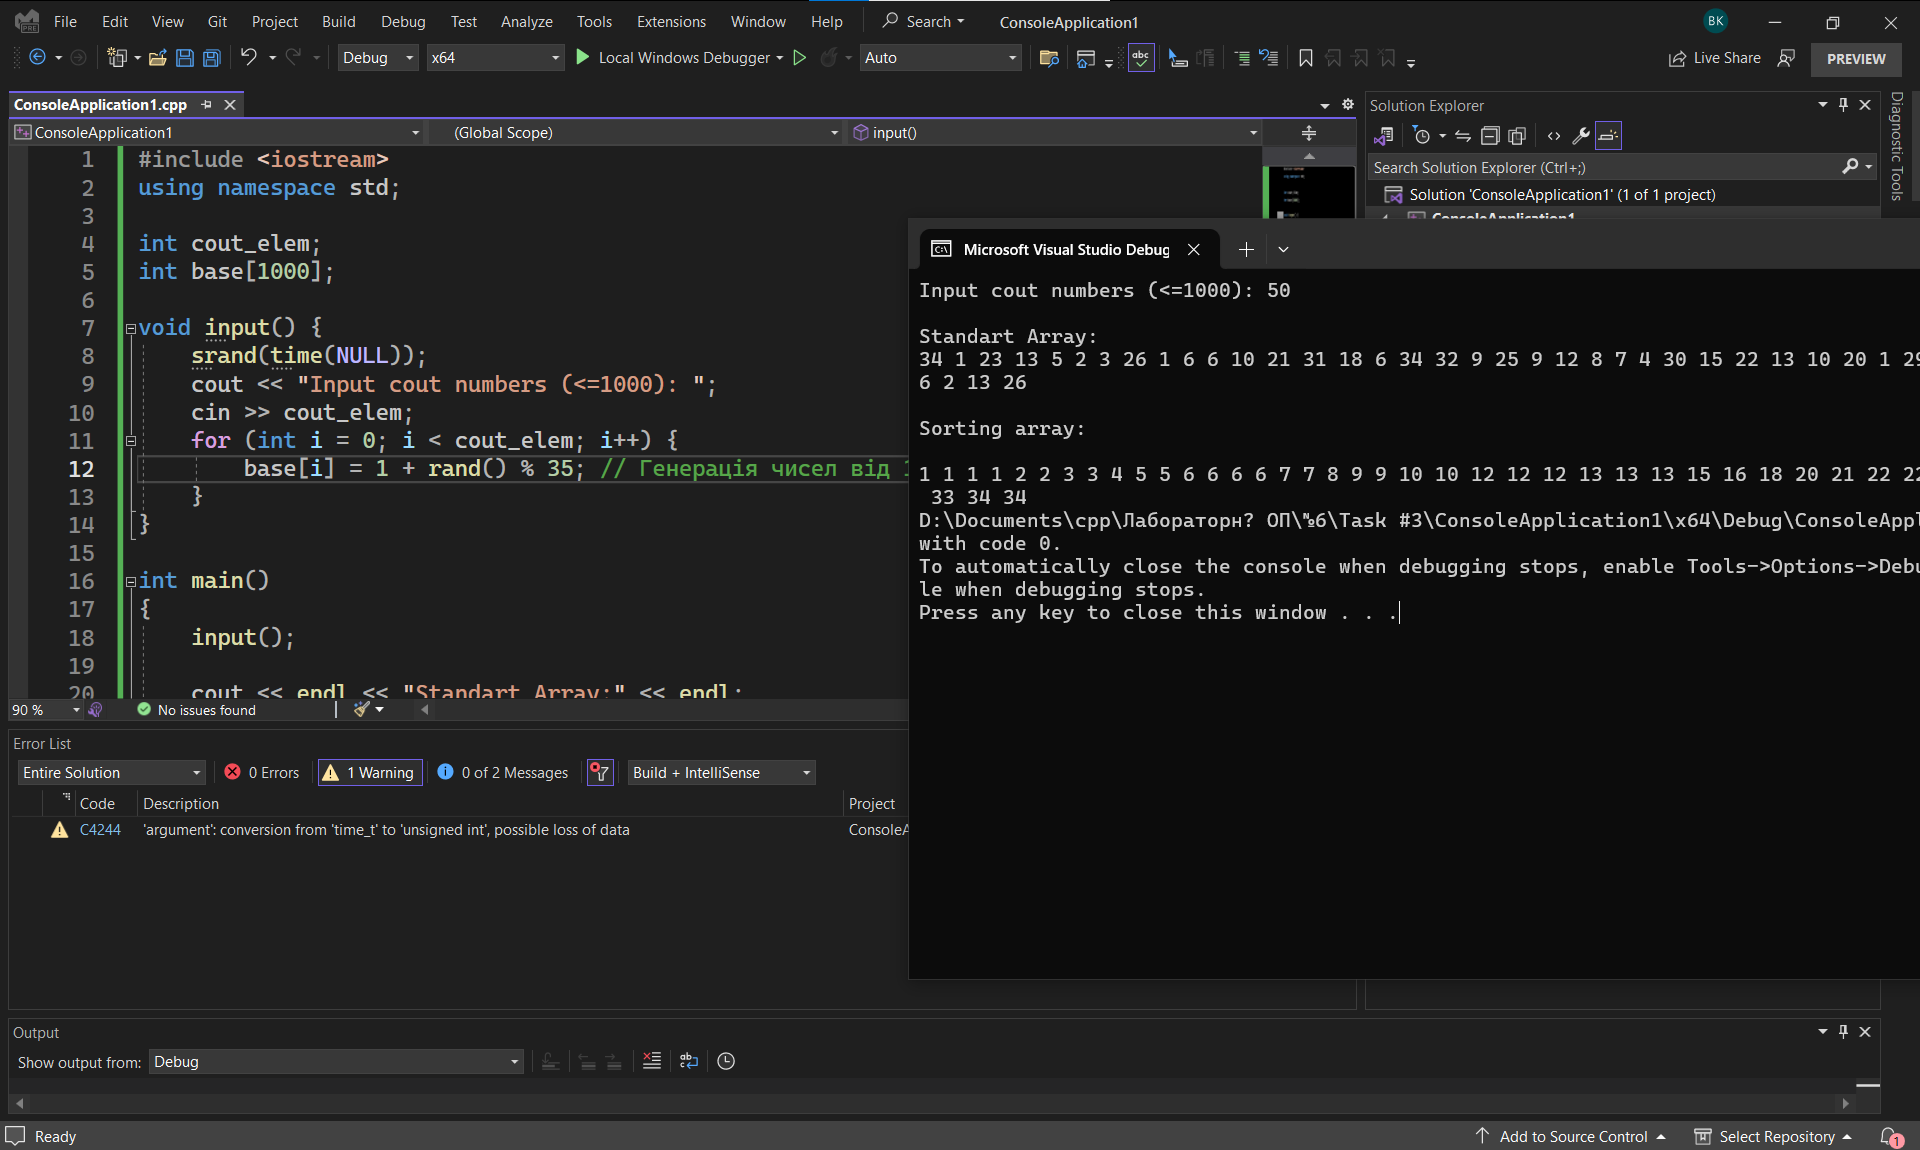 File Edit View Git Project Build Debug Test Analyze Tools Extensions Window Help Search ConsoleApplication1 BK
Debug x64 Local Windows Debugger Auto Live Share PREVIEW
ConsoleApplication1.cpp
ConsoleApplication1 (Global Scope) input()
1 #include <iostream>
2 using namespace std;
3
4 int cout_elem;
5 int base[1000];
6
7 void input() {
8 srand(time(NULL));
9 cout << "Input cout numbers (<=1000): ";
10 cin >> cout_elem;
11 for (int i = 0; i < cout_elem; i++) {
12 base[i] = 1 + rand() % 35; // Генерація чисел від 1
13 }
14 }
15
16 int main()
17 {
18 input();
19
20 cout << endl << "Standart Array:" << endl;
90 % No issues found
Solution Explorer
Search Solution Explorer (Ctrl+;)
Solution 'ConsoleApplication1' (1 of 1 project)
ConsoleApplication1
Diagnostic Tools
Microsoft Visual Studio Debug
Input cout numbers (<=1000): 50
Standart Array:
34 1 23 13 5 2 3 26 1 6 6 10 21 31 18 6 34 32 9 25 9 12 8 7 4 30 15 22 13 10 20 1 29
6 2 13 26
Sorting array:
1 1 1 1 2 2 3 3 4 5 5 6 6 6 6 7 7 8 9 9 10 10 12 12 12 13 13 13 15 16 18 20 21 22 22
33 34 34
D:\Documents\cpp\Лабораторн? ОП\№6\Task #3\ConsoleApplication1\x64\Debug\ConsoleAppl
with code 0.
To automatically close the console when debugging stops, enable Tools->Options->Debu
le when debugging stops.
Press any key to close this window . . .
Error List
Entire Solution 0 Errors 1 Warning 0 of 2 Messages Build + IntelliSense
Code Description Project
C4244 'argument': conversion from 'time_t' to 'unsigned int', possible loss of data ConsoleA
Output
Show output from: Debug
Ready Add to Source Control Select Repository 1